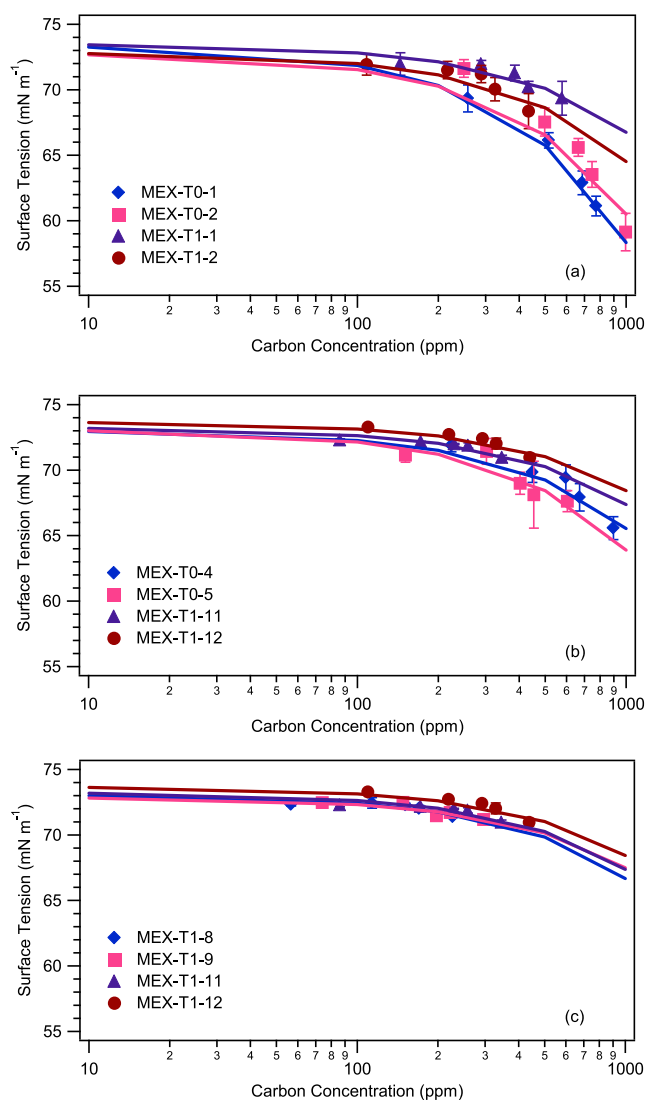 75
70
65
60
55
Surface Tension (mN m-1)
MEX-T0-1
MEX-T0-2
MEX-T1-1
MEX-T1-2
(a)
10 2 3 4 5 6 7 8 9 100 2 3 4 5 6 7 8 9 1000
Carbon Concentration (ppm)
75
70
65
60
55
Surface Tension (mN m-1)
MEX-T0-4
MEX-T0-5
MEX-T1-11
MEX-T1-12
(b)
10 2 3 4 5 6 7 8 9 100 2 3 4 5 6 7 8 9 1000
Carbon Concentration (ppm)
75
70
65
60
55
Surface Tension (mN m-1)
MEX-T1-8
MEX-T1-9
MEX-T1-11
MEX-T1-12
(c)
10 2 3 4 5 6 7 8 9 100 2 3 4 5 6 7 8 9 1000
Carbon Concentration (ppm)